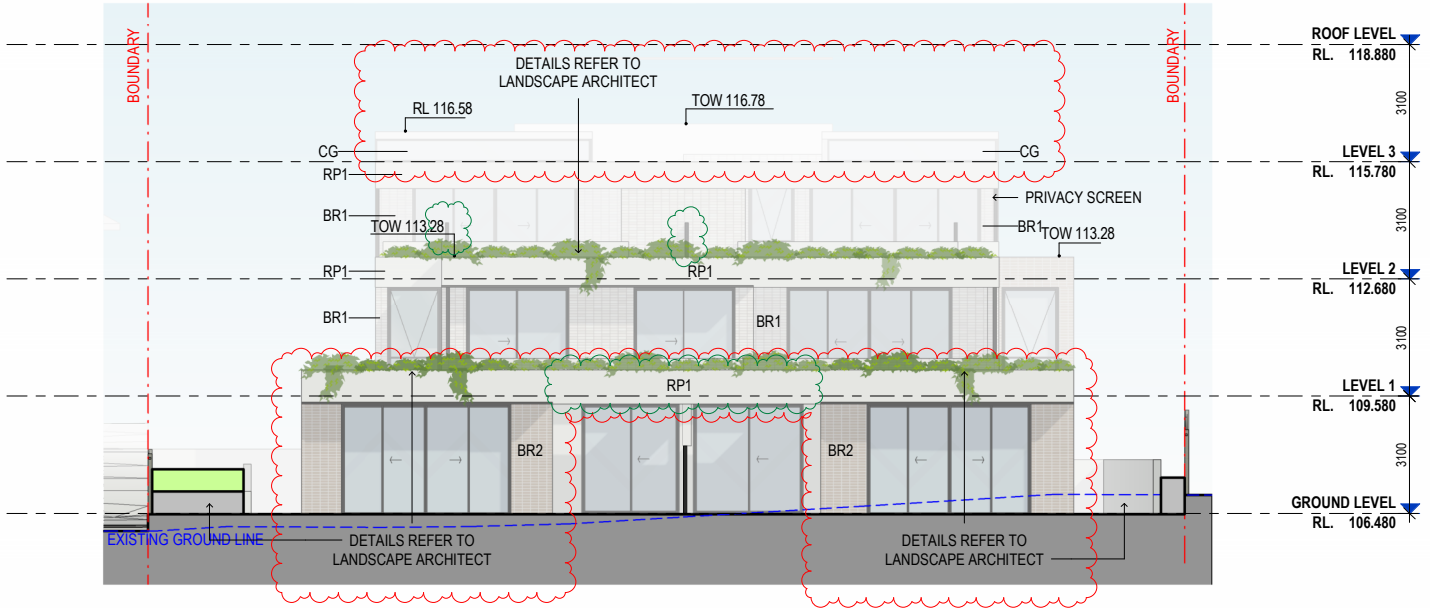 BOUNDARY
BOUNDARY
ROOF LEVEL
RL. 118.880
DETAILS REFER TO
LANDSCAPE ARCHITECT
3100
RL 116.58
TOW 116.78
CG
CG
LEVEL 3
RL. 115.780
RP1
PRIVACY SCREEN
BR1
BR1
TOW 113.28
TOW 113.28
3100
RP1
RP1
LEVEL 2
RL. 112.680
BR1
BR1
3100
RP1
LEVEL 1
RL. 109.580
BR2
BR2
3100
GROUND LEVEL
RL. 106.480
EXISTING GROUND LINE
DETAILS REFER TO
LANDSCAPE ARCHITECT
DETAILS REFER TO
LANDSCAPE ARCHITECT